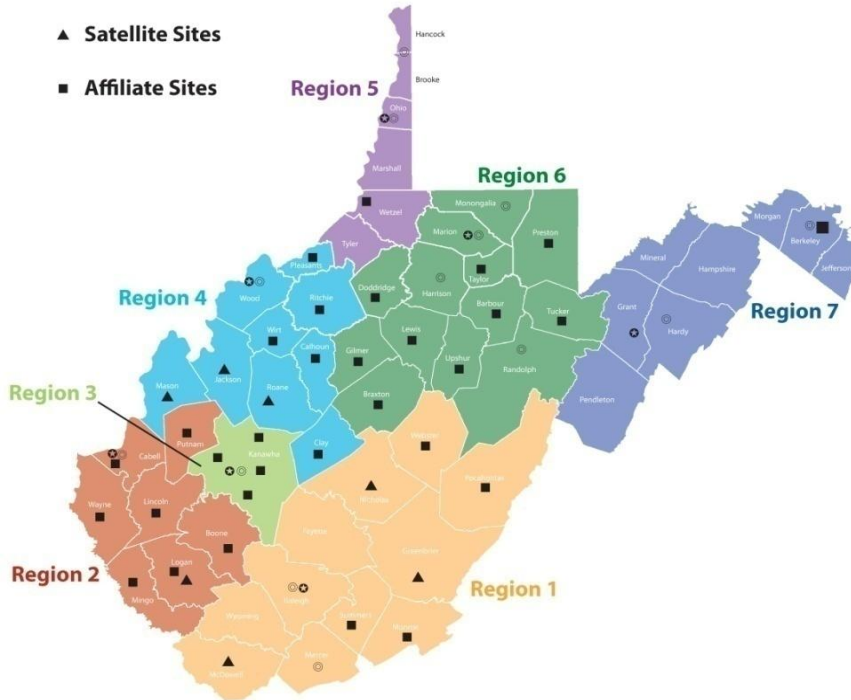 Satellite Sites
Affiliate Sites
Hancock
Brooke
Region 5
Ohio
Marshall
Region 6
Wetzel
Monongalia
Tyler
Marion
Preston
Morgan
Berkeley
Jefferson
Pleasants
Mineral
Hampshire
Taylor
Doddridge
Harrison
Region 4
Wood
Ritchie
Barbour
Grant
Region 7
Tucker
Hardy
Wirt
Lewis
Calhoun
Gilmer
Upshur
Randolph
Jackson
Mason
Roane
Region 3
Braxton
Pendleton
Putnam
Clay
Webster
Kanawha
Cabell
Pocahontas
Nicholas
Lincoln
Wayne
Boone
Greenbrier
Logan
Region 2
Region 1
Mingo
Raleigh
Wyoming
Summers
Monroe
Mercer
McDowell